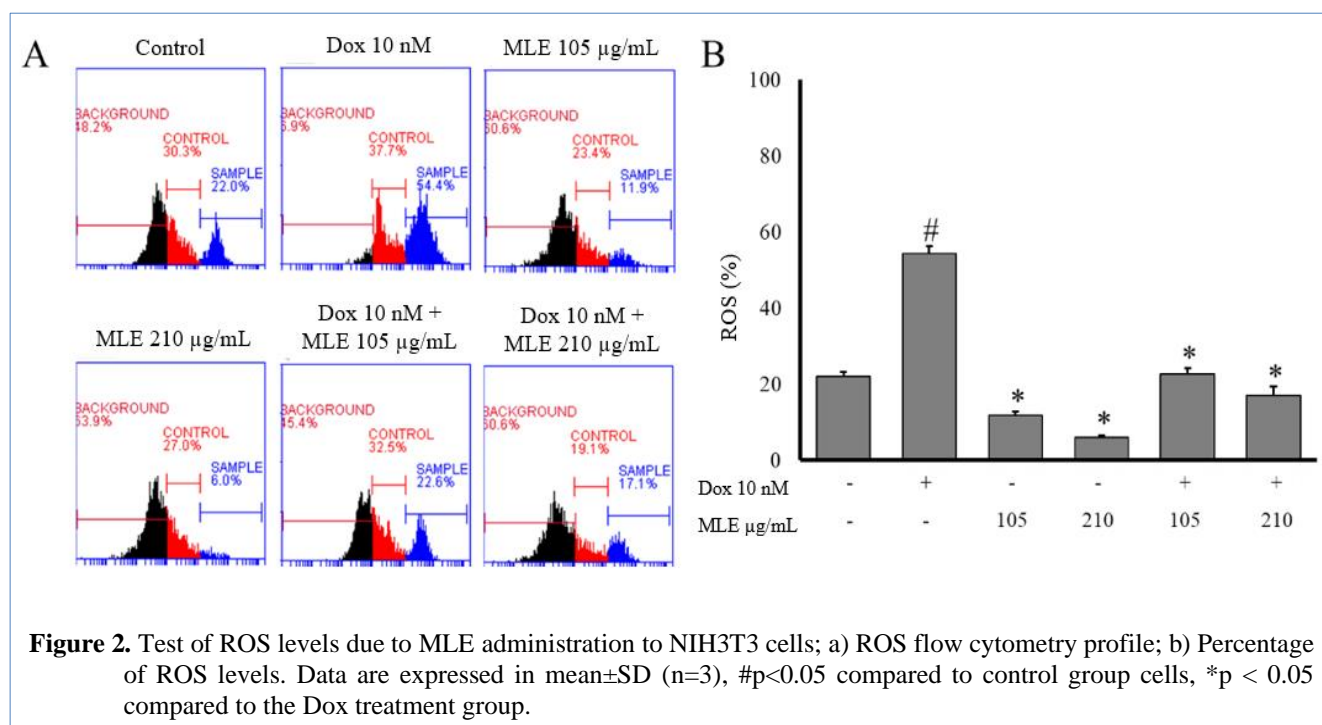 A
Control
Dox 10 nM
MLE 105 µg/mL
BACKGROUND
48.2%
CONTROL
30.3%
SAMPLE
22.0%
BACKGROUND
6.9%
CONTROL
37.7%
SAMPLE
54.4%
BACKGROUND
60.6%
CONTROL
23.4%
SAMPLE
11.9%
MLE 210 µg/mL
Dox 10 nM +
MLE 105 µg/mL
Dox 10 nM +
MLE 210 µg/mL
BACKGROUND
63.9%
CONTROL
27.0%
SAMPLE
6.0%
BACKGROUND
45.4%
CONTROL
32.5%
SAMPLE
22.6%
BACKGROUND
60.6%
CONTROL
19.1%
SAMPLE
17.1%
B
ROS (%)
100
80
60
40
20
0
#
*
*
*
*
Dox 10 nM - + - - + +
MLE µg/mL - - 105 210 105 210
Figure 2. Test of ROS levels due to MLE administration to NIH3T3 cells; a) ROS flow cytometry profile; b) Percentage
of ROS levels. Data are expressed in mean±SD (n=3), #p<0.05 compared to control group cells, *p < 0.05
compared to the Dox treatment group.